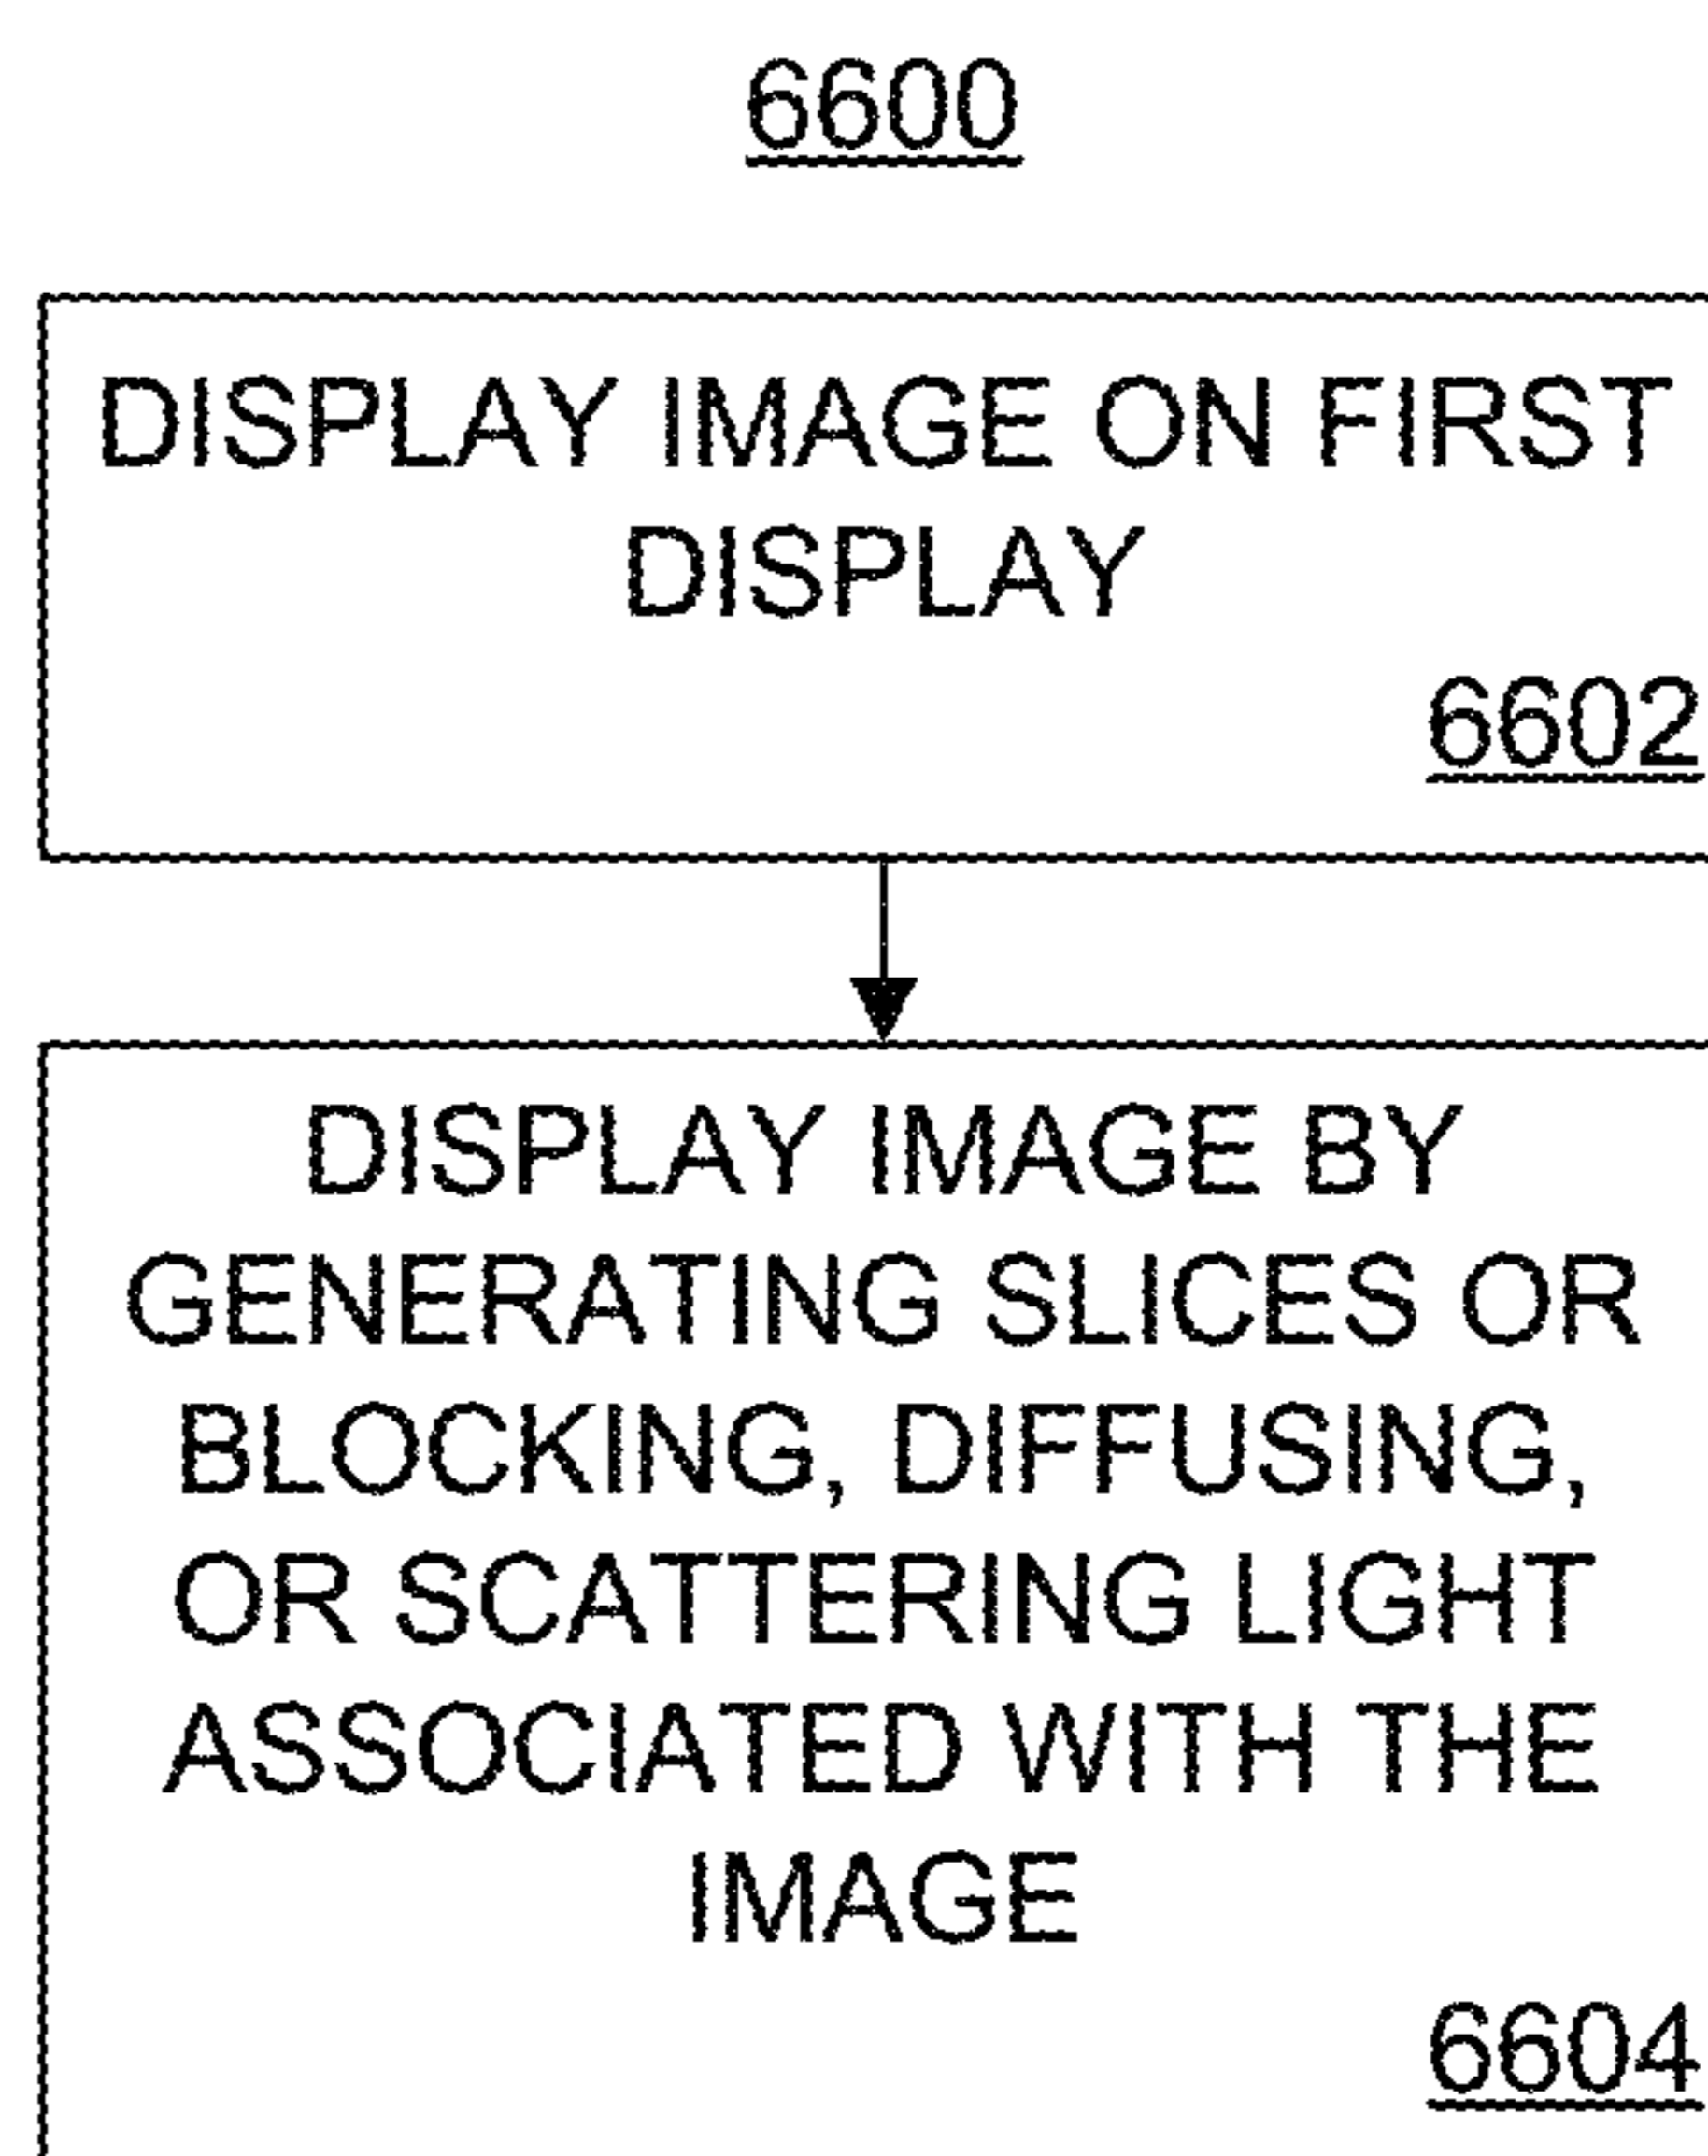 6600
DISPLAY IMAGE ON FIRST
DISPLAY
6602
DISPLAY IMAGE BY
GENERATING SLICES OR
BLOCKING, DIFFUSING,
OR SCATTERING LIGHT
ASSOCIATED WITH THE
IMAGE
6604